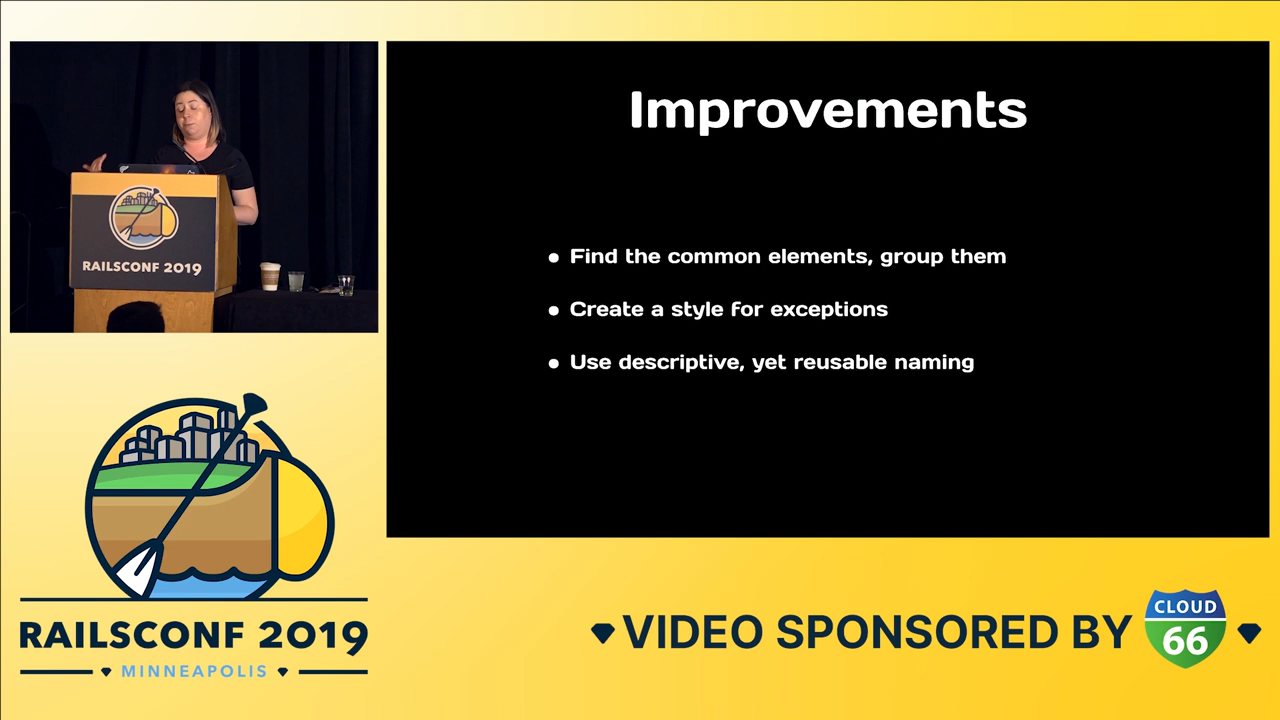 Improvements
• Find the common elements, group them
• Create a style for exceptions
• Use descriptive, yet reusable naming
RAILSCONF 2019
RAILSCONF 2019
MINNEAPOLIS
VIDEO SPONSORED BY
CLOUD
66